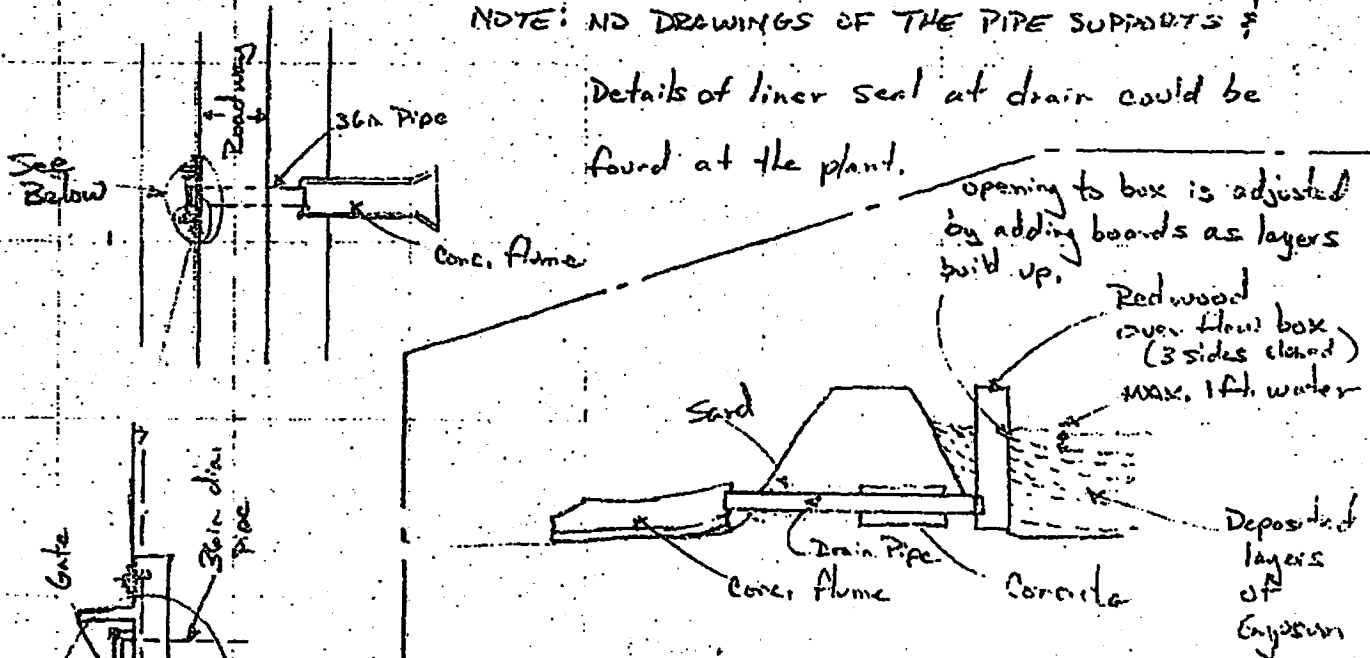 NOTE: NO DRAWINGS OF THE PIPE SUPPORTS &
Details of liner seal at drain could be
found at the plant.
Roadway
36in Pipe
See
Below
Conc. flume
opening to box is adjusted
by adding boards as layers
build up.
Redwood
over flow box
(3 sides closed)
MAX. 1 ft. water
Sand
Gate
36in dia.
pipe
Drain Pipe
Conc. flume
Concrete
Deposited
layers
of